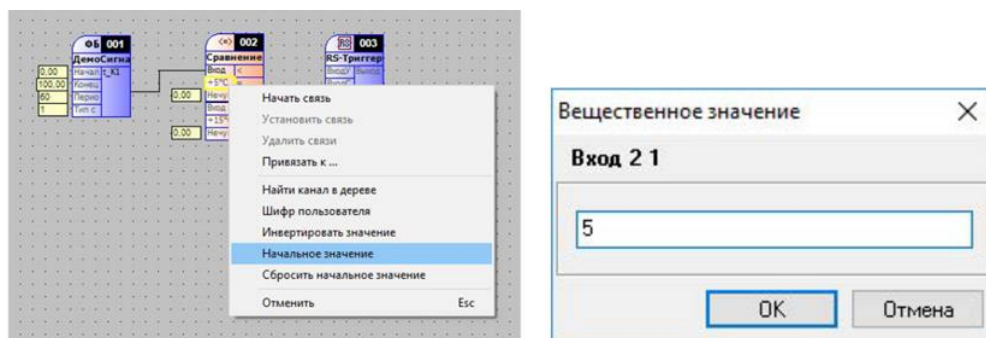 ФБ 001
ДемоСигна
0,00 Начал t_K1
100,00 Конец
60 Перио
1 Тип с
002
Сравнение
Вход <
+5°C =
0,00 Нечу
Вход
+15°
0,00 Нечу
RS 003
RS-Триггер
ВходУ Выход
Начать связь
Установить связь
Удалить связи
Привязать к ...
Найти канал в дереве
Шифр пользователя
Инвертировать значение
Начальное значение
Сбросить начальное значение
Отменить Esc
Вещественное значение
Вход 2 1
5
OK Отмена